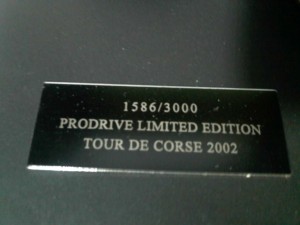 1586/3000
PRODRIVE LIMITED EDITION
TOUR DE CORSE 2002